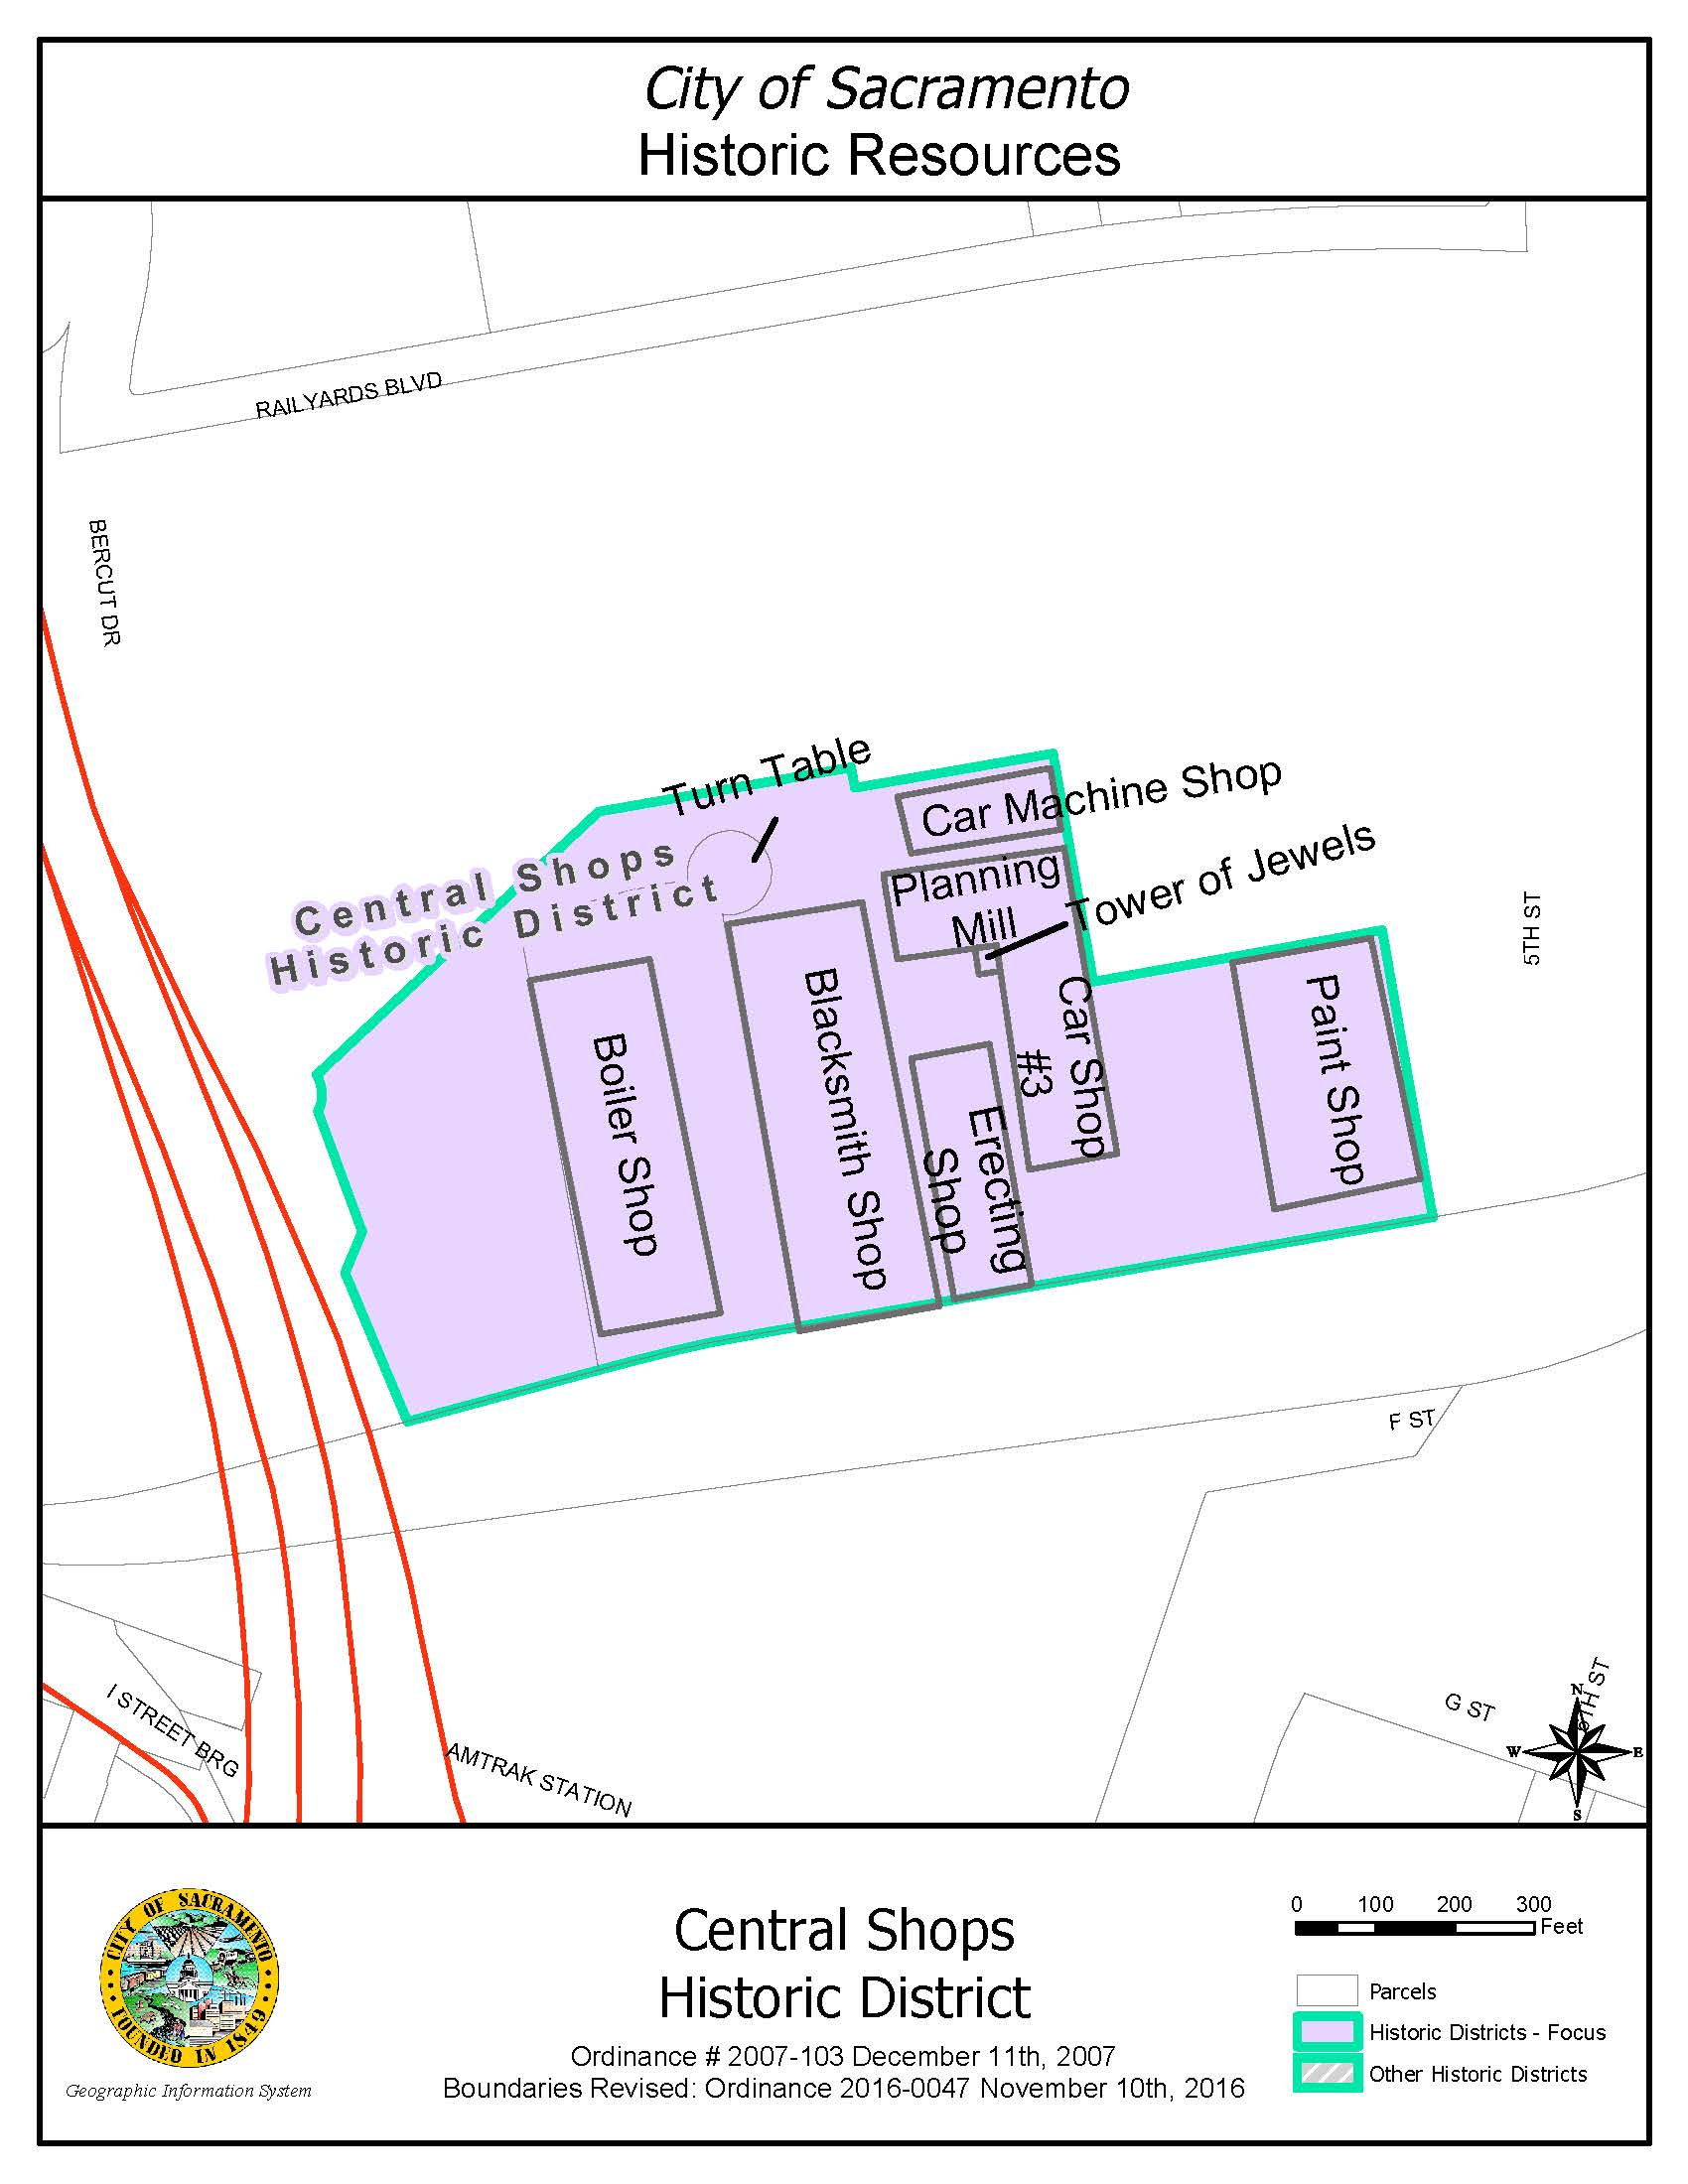 City of Sacramento
Historic Resources
RAILYARDS BLVD
BERCUT DR
Turn Table
Car Machine Shop
Central Shops
Historic District
Planning
Mill
Tower of Jewels
5TH ST
Boiler Shop
Blacksmith Shop
Car Shop
#3
Erecting
Shop
Paint Shop
F ST
G ST
6TH ST
N
W
E
S
I STREET BRG
AMTRAK STATION
CITY OF SACRAMENTO
FOUNDED IN 1849
Geographic Information System
Central Shops
Historic District
Ordinance # 2007-103 December 11th, 2007
Boundaries Revised: Ordinance 2016-0047 November 10th, 2016
0 100 200 300
Feet
Parcels
Historic Districts - Focus
Other Historic Districts